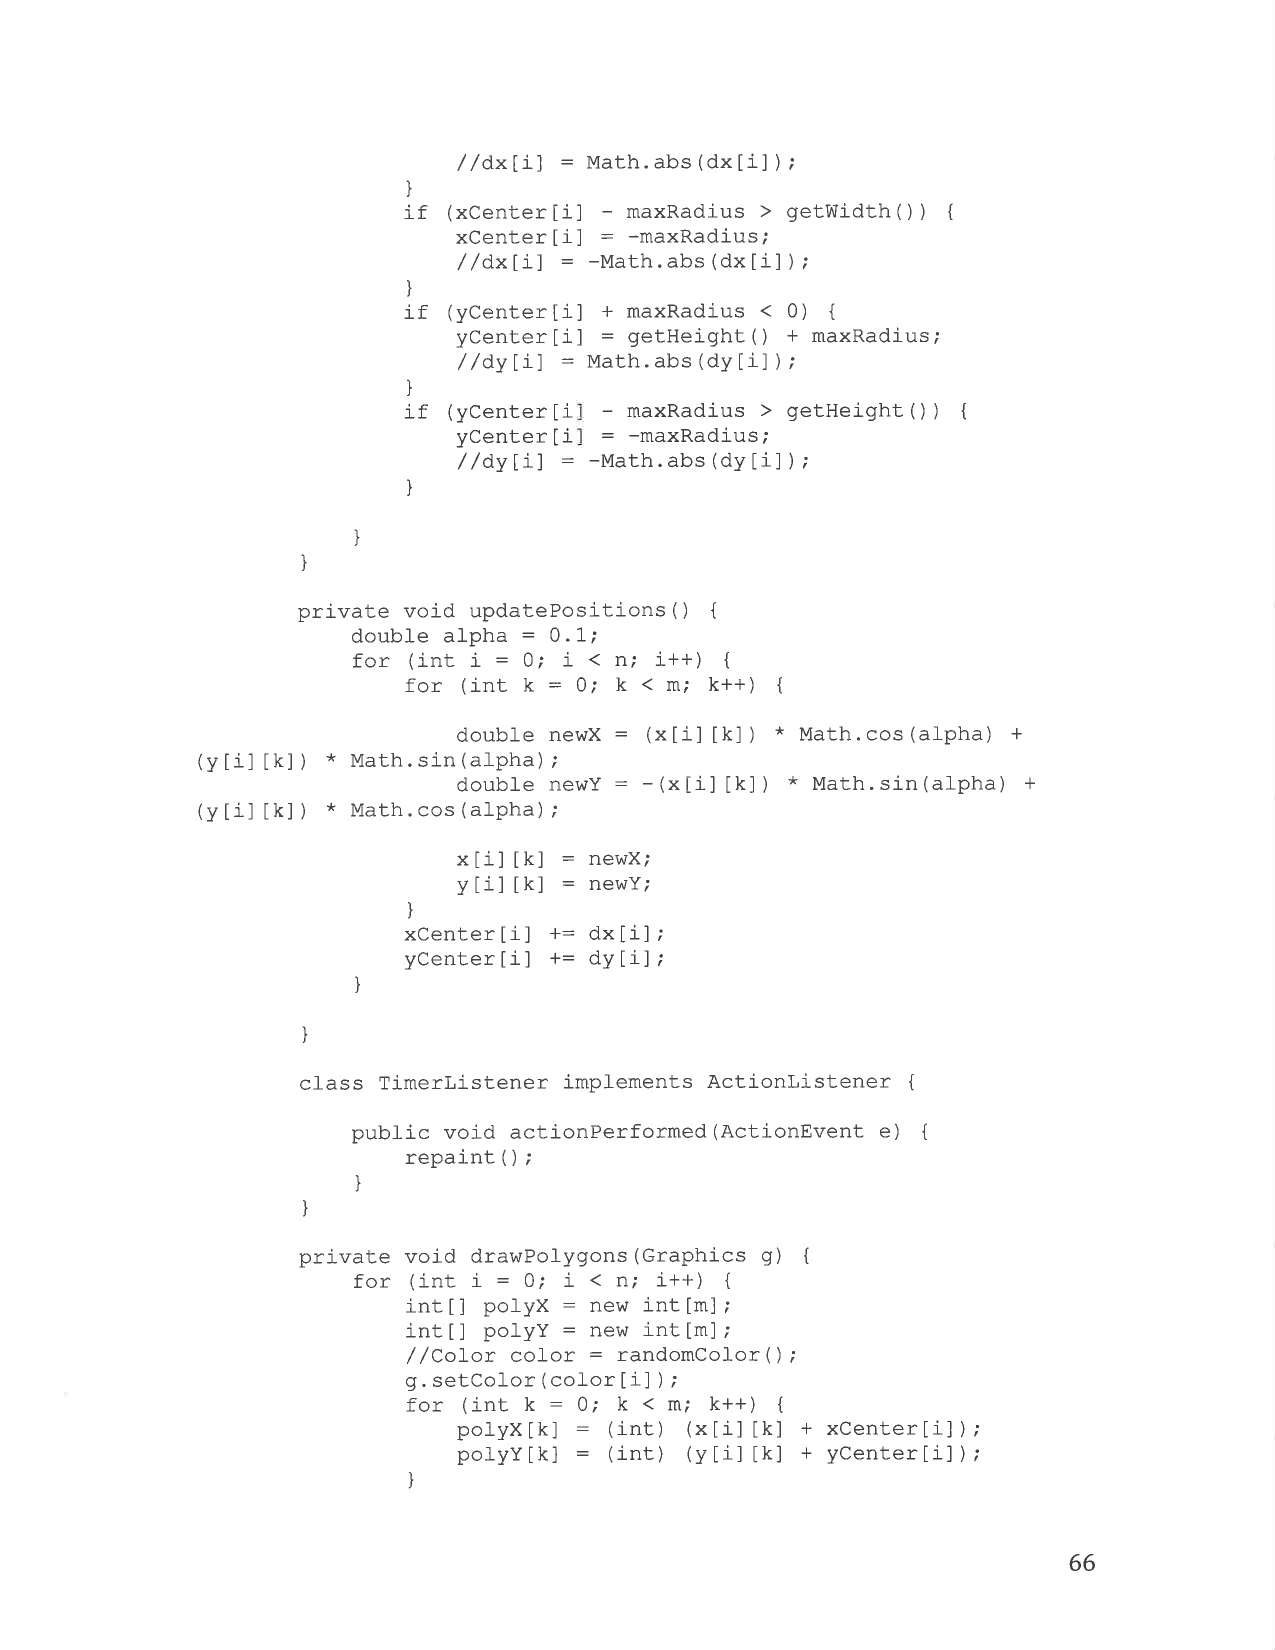 //dx[i] = Math.abs(dx[i]);
}
if (xCenter[i] - maxRadius > getWidth()) {
xCenter[i] = -maxRadius;
//dx[i] = -Math.abs(dx[i]);
}
if (yCenter[i] + maxRadius < 0) {
yCenter[i] = getHeight() + maxRadius;
//dy[i] = Math.abs(dy[i]);
}
if (yCenter[i] - maxRadius > getHeight()) {
yCenter[i] = -maxRadius;
//dy[i] = -Math.abs(dy[i]);
}
}
}
private void updatePositions() {
double alpha = 0.1;
for (int i = 0; i < n; i++) {
for (int k = 0; k < m; k++) {
double newX = (x[i][k]) * Math.cos(alpha) +
(y[i][k]) * Math.sin(alpha);
double newY = -(x[i][k]) * Math.sin(alpha) +
(y[i][k]) * Math.cos(alpha);
x[i][k] = newX;
y[i][k] = newY;
}
xCenter[i] += dx[i];
yCenter[i] += dy[i];
}
}
class TimerListener implements ActionListener {
public void actionPerformed(ActionEvent e) {
repaint();
}
}
private void drawPolygons(Graphics g) {
for (int i = 0; i < n; i++) {
int[] polyX = new int[m];
int[] polyY = new int[m];
//Color color = randomColor();
g.setColor(color[i]);
for (int k = 0; k < m; k++) {
polyX[k] = (int) (x[i][k] + xCenter[i]);
polyY[k] = (int) (y[i][k] + yCenter[i]);
}
66